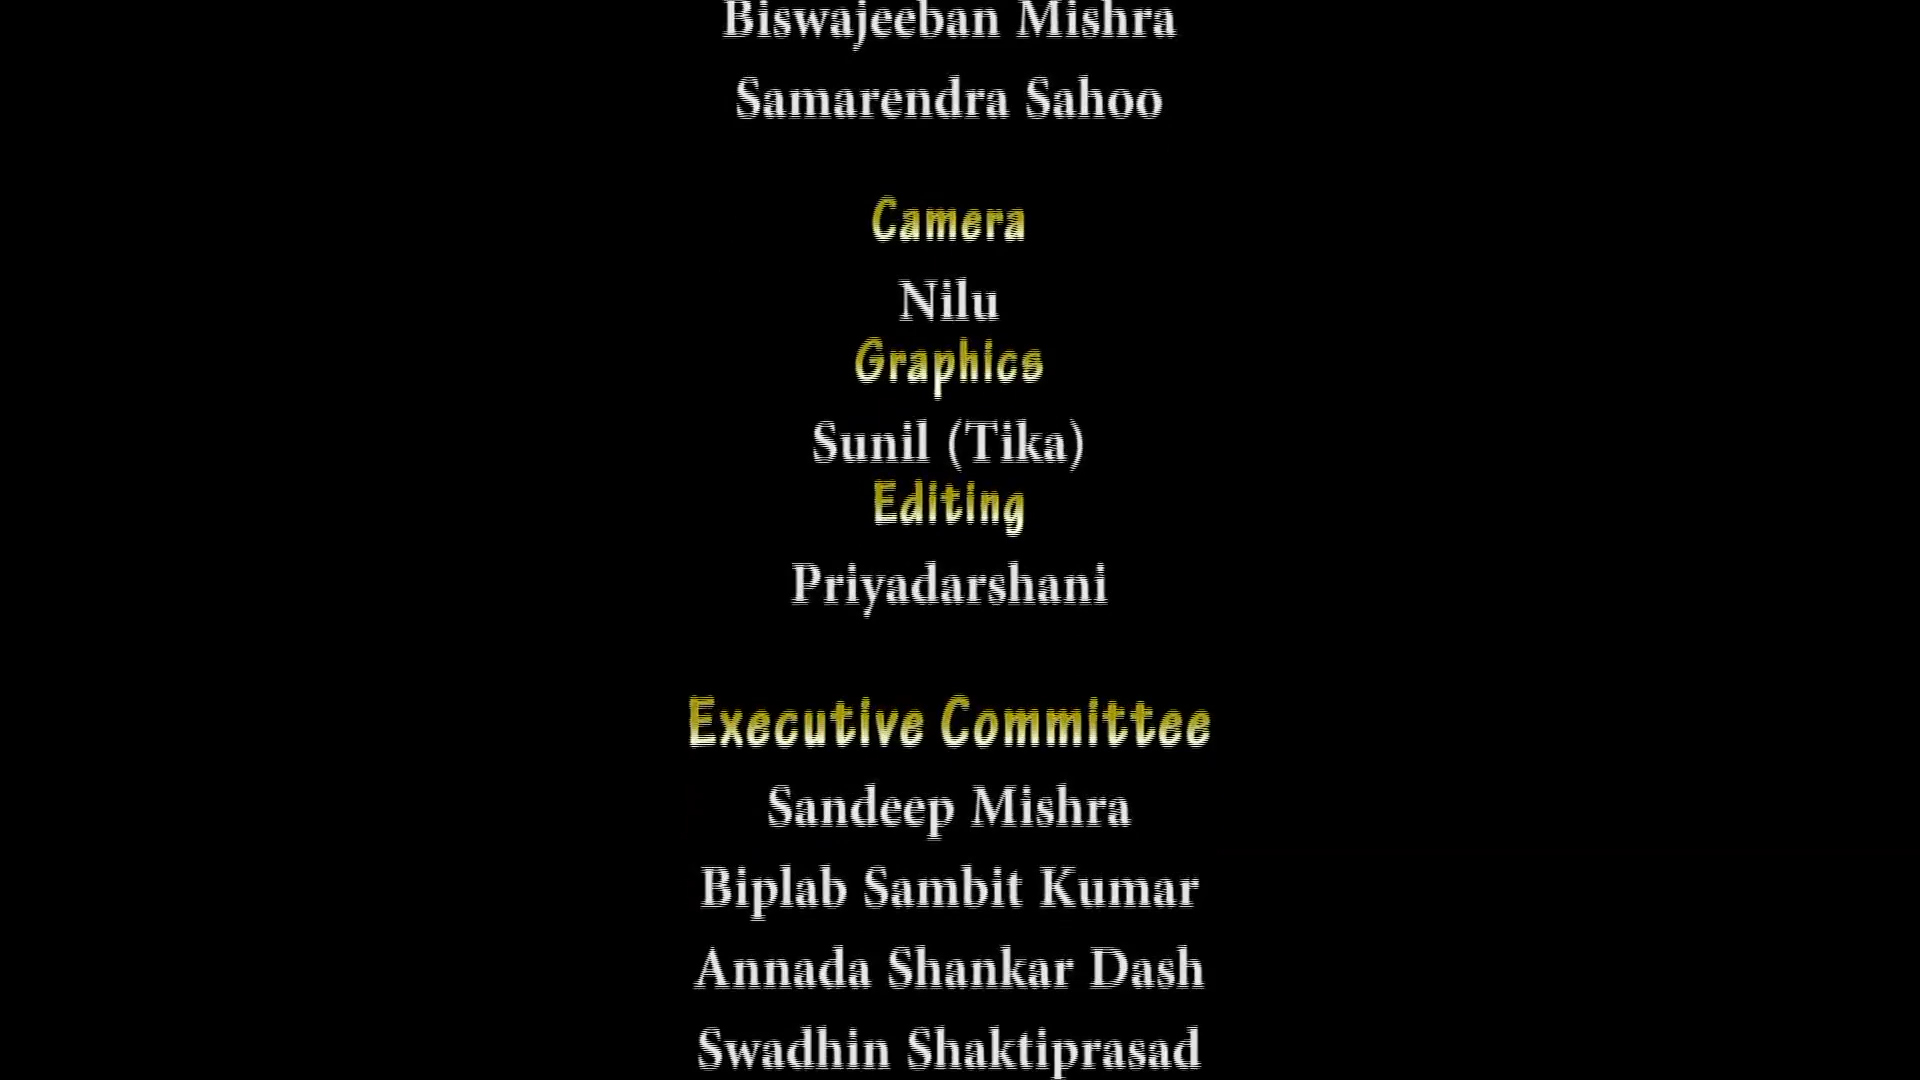 Biswajeeban Mishra
Samarendra Sahoo
Camera
Nilu
Graphics
Sunil (Tika)
Editing
Priyadarshani
Executive Committee
Sandeep Mishra
Biplab Sambit Kumar
Annada Shankar Dash
Swadhin Shaktiprasad